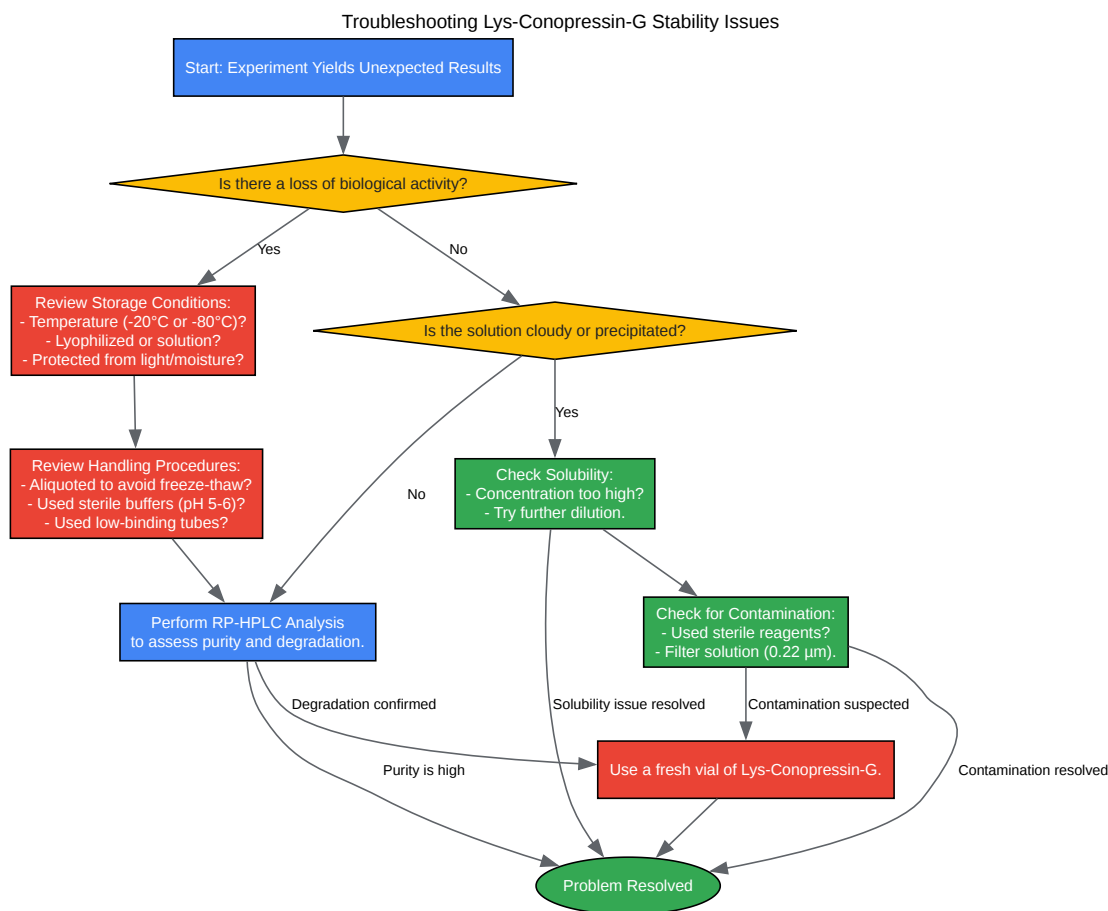 Troubleshooting Lys-Conopressin-G Stability Issues
Start: Experiment Yields Unexpected Results
Is there a loss of biological activity?
Yes
No
Review Storage Conditions:
- Temperature (-20°C or -80°C)?
- Lyophilized or solution?
- Protected from light/moisture?
Is the solution cloudy or precipitated?
Yes
No
Review Handling Procedures:
- Aliquoted to avoid freeze-thaw?
- Used sterile buffers (pH 5-6)?
- Used low-binding tubes?
Check Solubility:
- Concentration too high?
- Try further dilution.
Perform RP-HPLC Analysis
to assess purity and degradation.
Check for Contamination:
- Used sterile reagents?
- Filter solution (0.22 µm).
Degradation confirmed
Solubility issue resolved
Contamination suspected
Purity is high
Use a fresh vial of Lys-Conopressin-G.
Contamination resolved
Problem Resolved